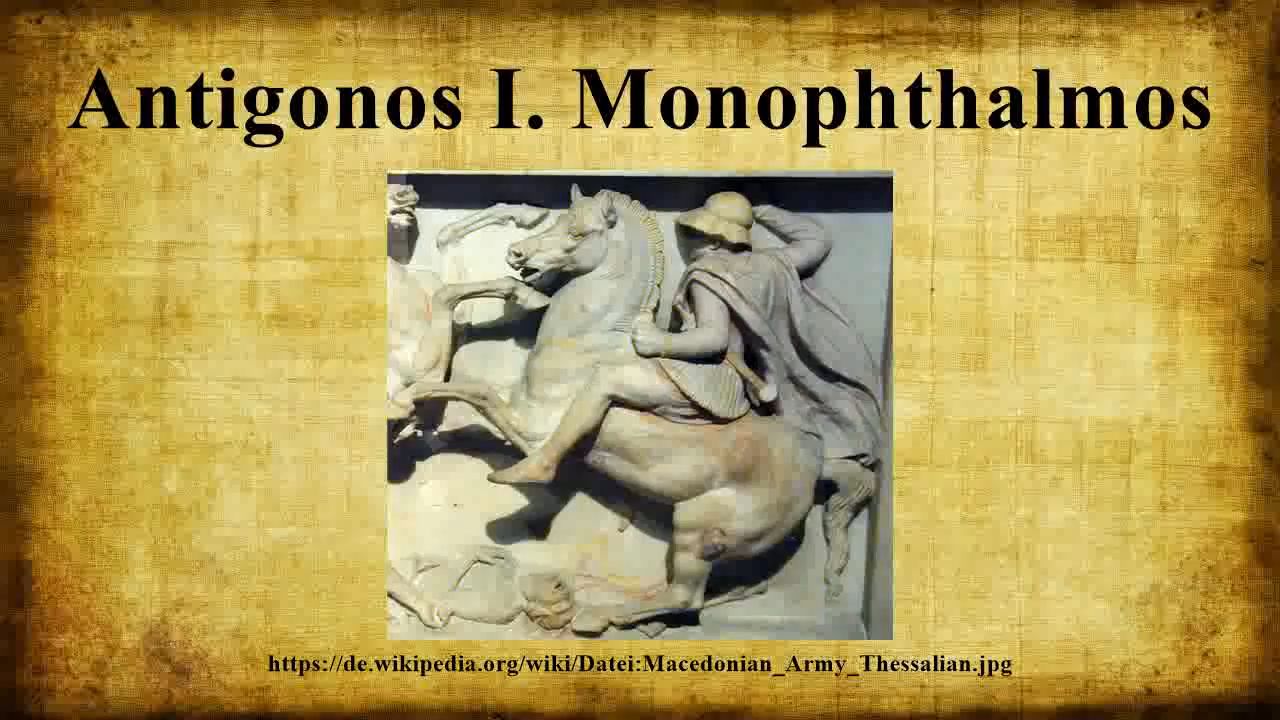 Antigonos I. Monophthalmos
https://de.wikipedia.org/wiki/Datei:Macedonian_Army_Thessalian.jpg